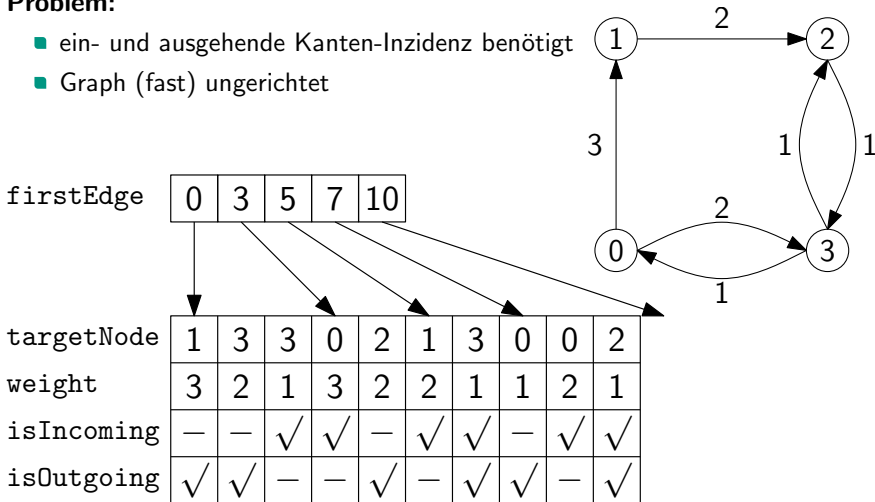 Problem:
ein- und ausgehende Kanten-Inzidenz benötigt
Graph (fast) ungerichtet
2
1 2
3 1 1
2
0 3
1
firstEdge 0 3 5 7 10
targetNode 1 3 3 0 2 1 3 0 0 2
weight 3 2 1 3 2 2 1 1 2 1
isIncoming – – √ √ – √ √ – √ √
isOutgoing √ √ – – √ – √ √ – √